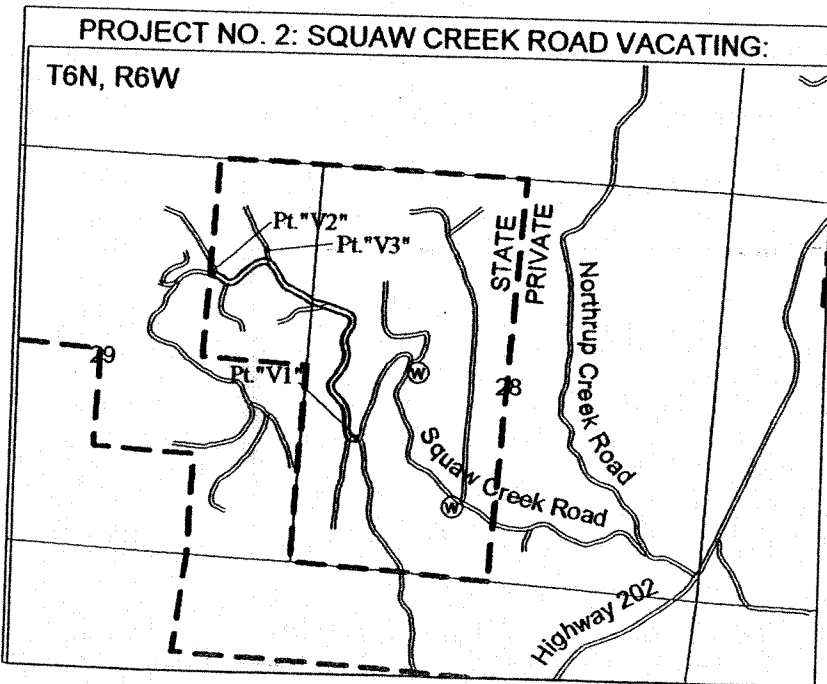 PROJECT NO. 2: SQUAW CREEK ROAD VACATING:
T6N, R6W
Pt."V2"
Pt."V3"
STATE
PRIVATE
Northrup Creek Road
29
Pt."V1"
W
28
Squaw Creek Road
W
Highway 202